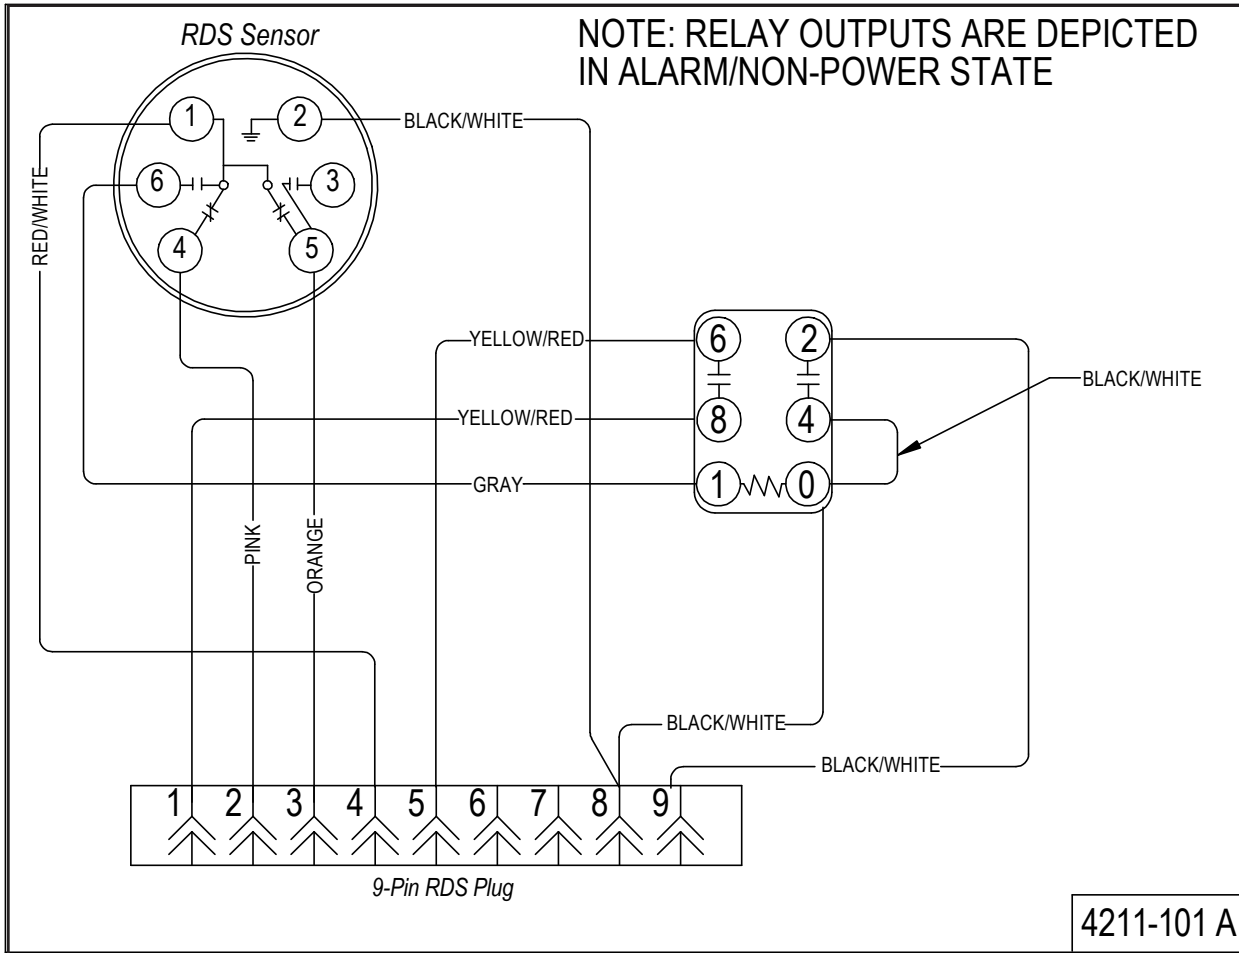 RDS Sensor
NOTE: RELAY OUTPUTS ARE DEPICTED
IN ALARM/NON-POWER STATE
1
2
BLACK/WHITE
6
3
RED/WHITE
4
5
YELLOW/RED
6
2
BLACK/WHITE
YELLOW/RED
8
4
GRAY
1
0
PINK
ORANGE
BLACK/WHITE
BLACK/WHITE
1 2 3 4 5 6 7 8 9
9-Pin RDS Plug
4211-101 A